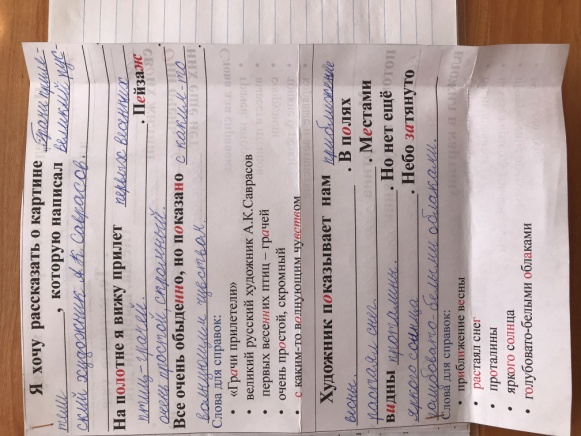 Я хочу рассказать о картине „Грачи приле-
тели" , которую написал великий рус-
ский художник А.К Саврасов.
На полотне я вижу прилет первых весенних
птиц-грачей. . Пейзаж
очень простой, скромный.
Все очень обыденно, но показано с каким-то .
волнующим чувством
Слова для справок:
• «Грачи прилетели»
• великий русский художник А.К.Саврасов
• первых весенних птиц – грачей
• очень простой, скромный
• с каким-то волнующим чувством
Художник показывает нам приближение
весны. . В полях
растаял снег. . Местами
видны проталины. . Но нет ещё
яркого солнца . Небо затянуто
голубовато-белыми облаками.
Слова для справок:
• приближение весны
• растаял снег
• проталины
• яркого солнца
• голубовато-белыми облаками